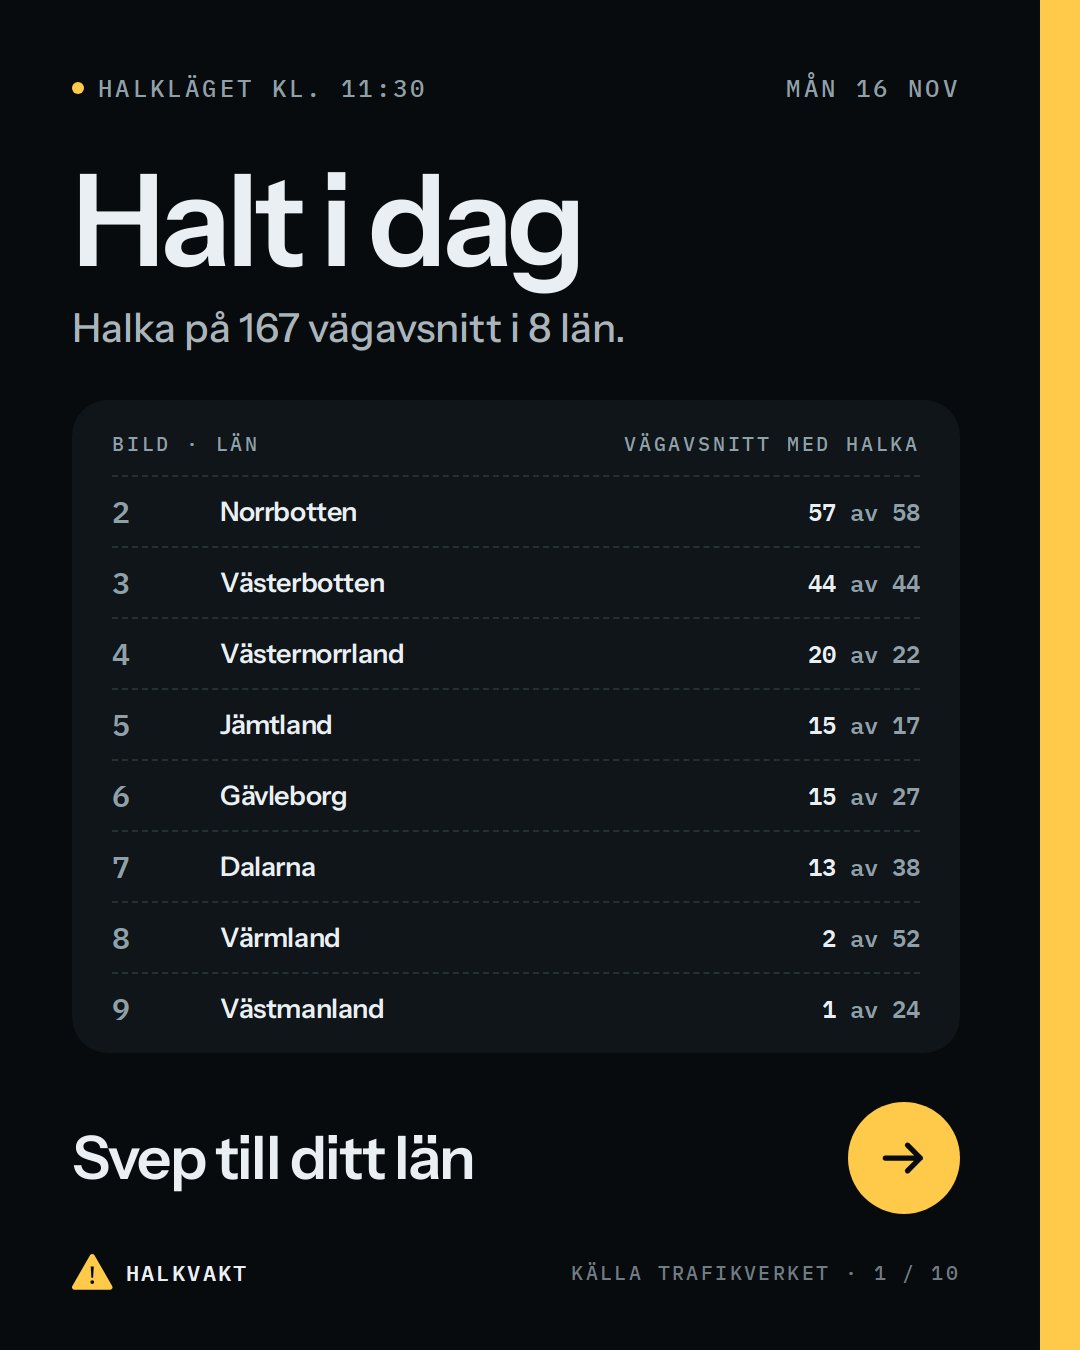 HALKLÄGET KL. 11:30
MÅN 16 NOV
Halt i dag
Halka på 167 vägavsnitt i 8 län.
BILD · LÄN VÄGAVSNITT MED HALKA
2 Norrbotten 57 av 58
3 Västerbotten 44 av 44
4 Västernorrland 20 av 22
5 Jämtland 15 av 17
6 Gävleborg 15 av 27
7 Dalarna 13 av 38
8 Värmland 2 av 52
9 Västmanland 1 av 24
Svep till ditt län
HALKVAKT
KÄLLA TRAFIKVERKET · 1 / 10